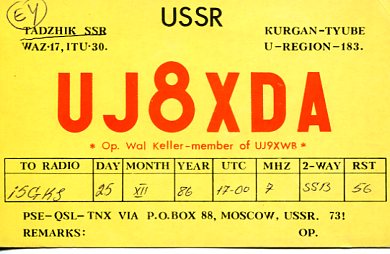 EY
USSR
TADZHIK SSR
WAZ-17, ITU-30.
KURGAN-TYUBE
U-REGION-183.
UJ8XDA
* Op. Wal Keller-member of UJ9XWB *
TO RADIO DAY MONTH YEAR UTC MHZ 2-WAY RST
25 XII 86 17-00 7 56
PSE-QSL-TNX VIA P.O.BOX 88, MOSCOW, USSR. 73!
REMARKS: OP.